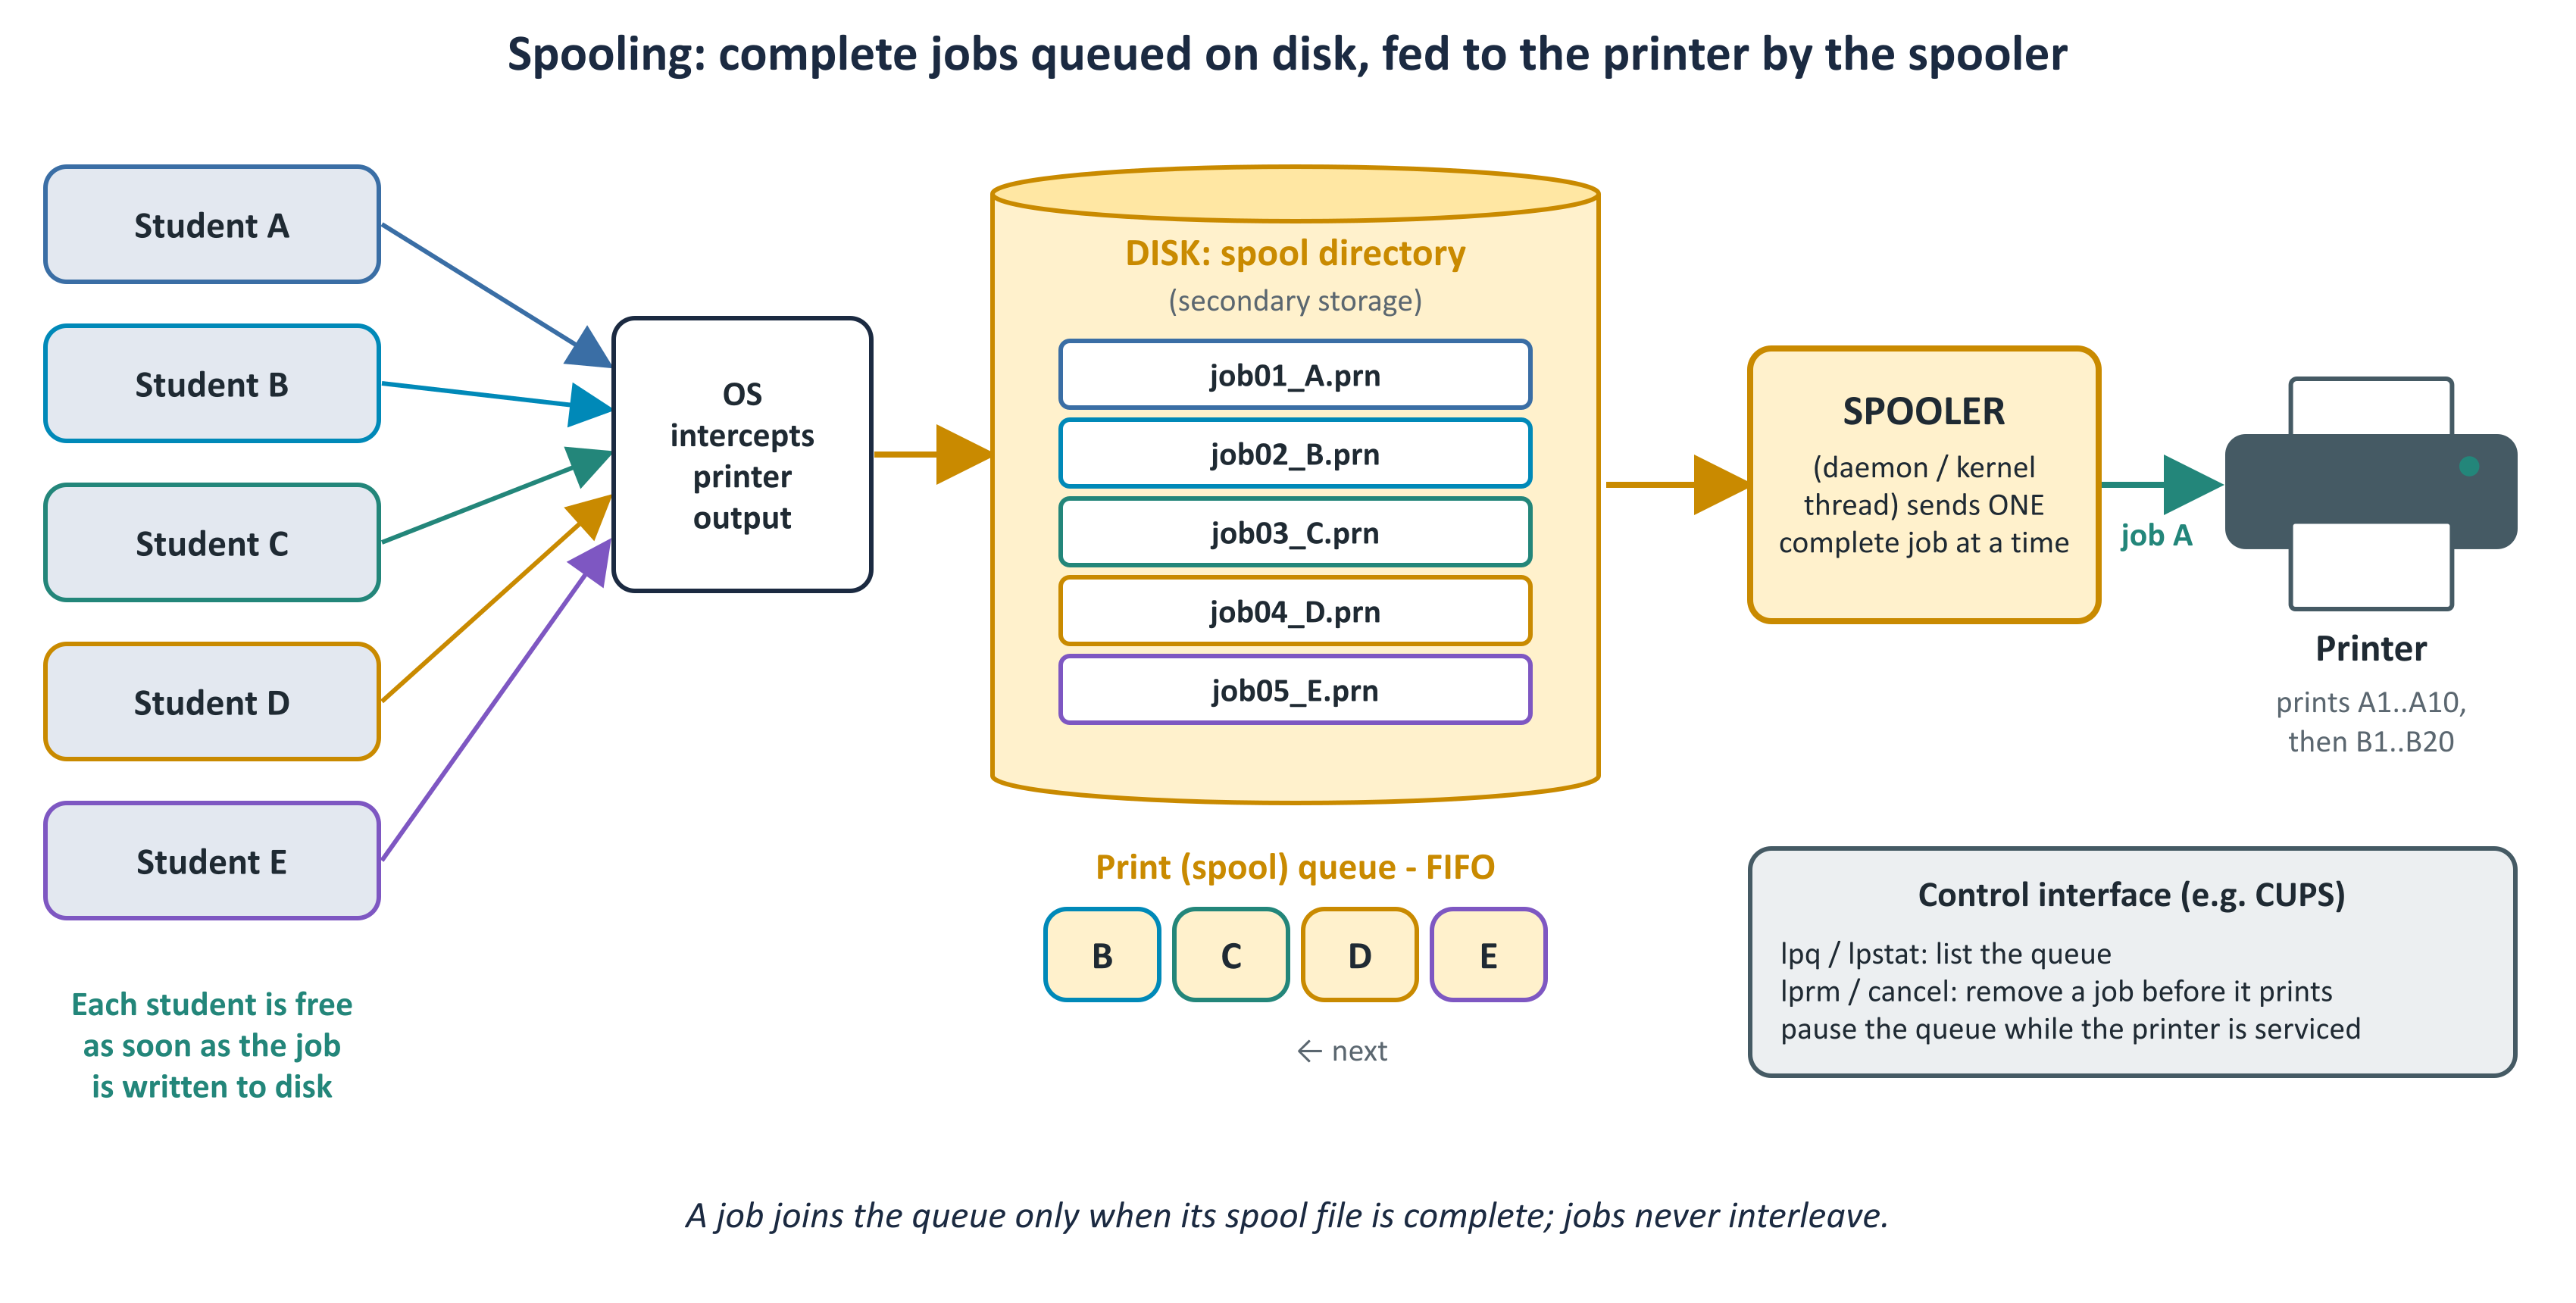 Spooling: complete jobs queued on disk, fed to the printer by the spooler
Student A
Student B
Student C
Student D
Student E
Each student is free
as soon as the job
is written to disk
OS
intercepts
printer
output
DISK: spool directory
(secondary storage)
job01_A.prn
job02_B.prn
job03_C.prn
job04_D.prn
job05_E.prn
Print (spool) queue - FIFO
B
C
D
E
← next
SPOOLER
(daemon / kernel
thread) sends ONE
complete job at a time
job A
Printer
prints A1..A10,
then B1..B20
Control interface (e.g. CUPS)
lpq / lpstat: list the queue
lprm / cancel: remove a job before it prints
pause the queue while the printer is serviced
A job joins the queue only when its spool file is complete; jobs never interleave.